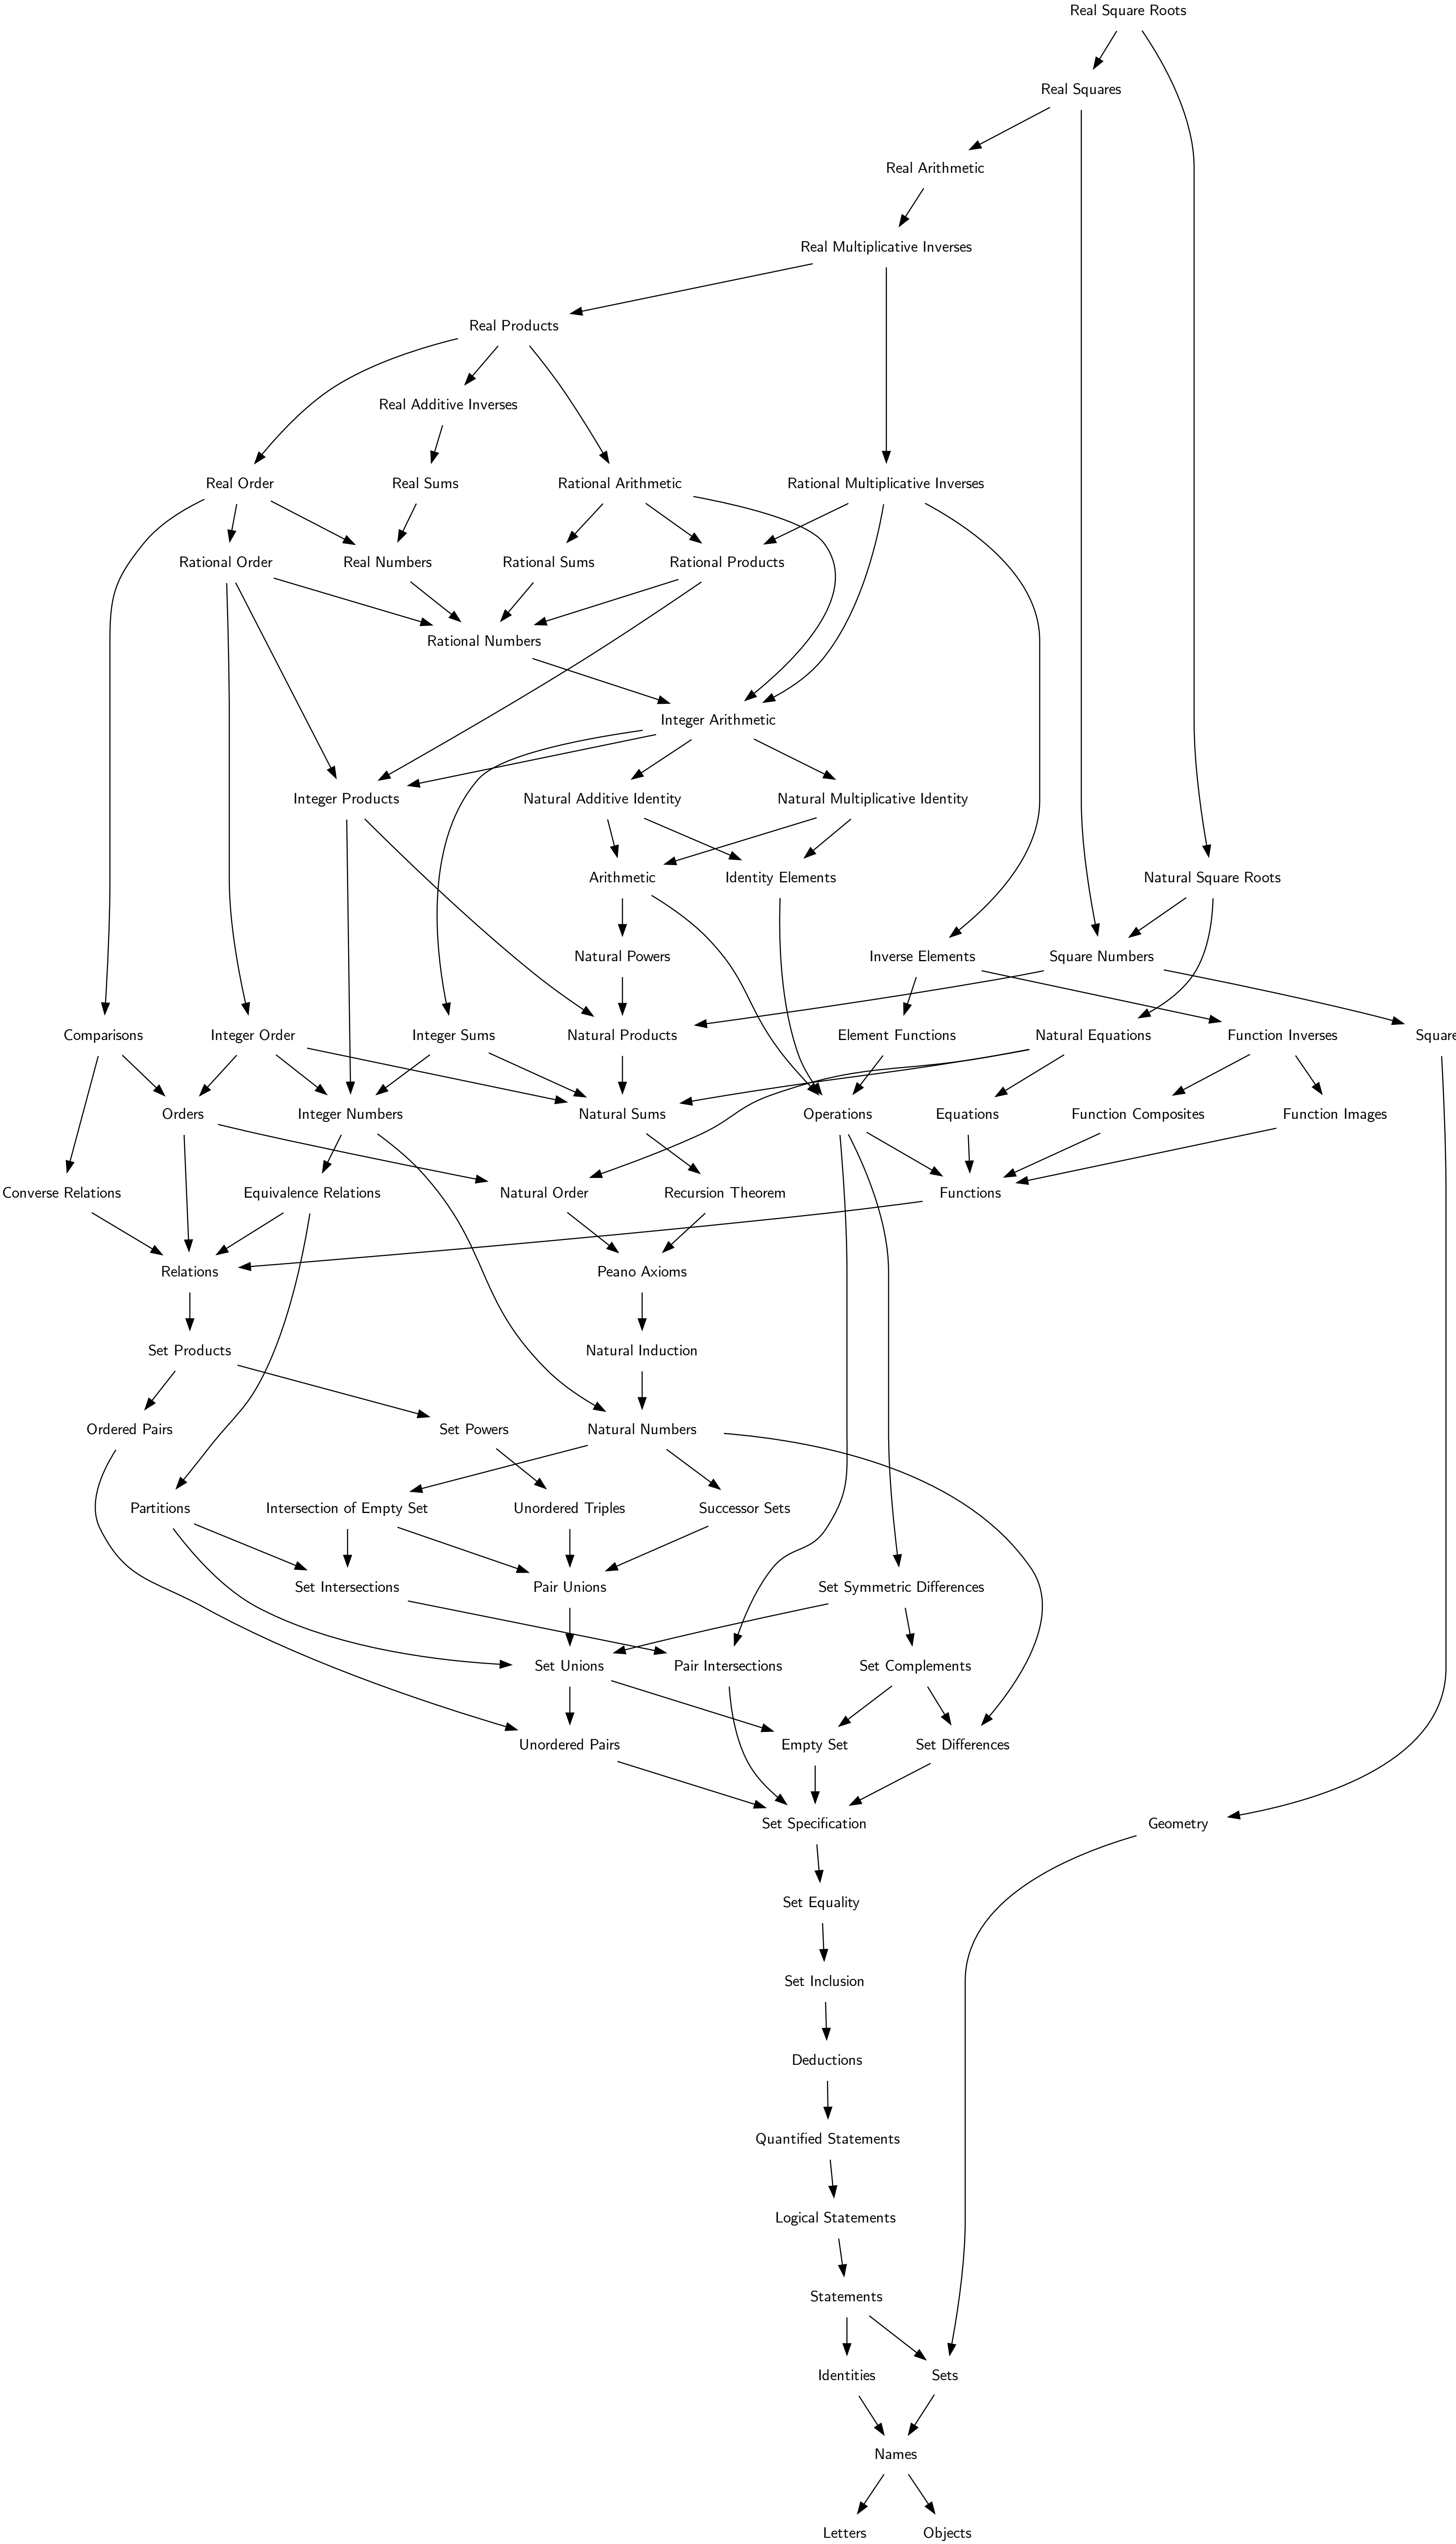 Real Square Roots
Real Squares
Real Arithmetic
Real Multiplicative Inverses
Real Products
Real Additive Inverses
Real Order
Real Sums
Rational Arithmetic
Rational Multiplicative Inverses
Rational Order
Real Numbers
Rational Sums
Rational Products
Rational Numbers
Integer Arithmetic
Integer Products
Natural Additive Identity
Natural Multiplicative Identity
Arithmetic
Identity Elements
Natural Square Roots
Natural Powers
Inverse Elements
Square Numbers
Comparisons
Integer Order
Integer Sums
Natural Products
Element Functions
Natural Equations
Function Inverses
Square
Orders
Integer Numbers
Natural Sums
Operations
Equations
Function Composites
Function Images
Converse Relations
Equivalence Relations
Natural Order
Recursion Theorem
Functions
Relations
Peano Axioms
Set Products
Natural Induction
Ordered Pairs
Set Powers
Natural Numbers
Partitions
Intersection of Empty Set
Unordered Triples
Successor Sets
Set Intersections
Pair Unions
Set Symmetric Differences
Set Unions
Pair Intersections
Set Complements
Unordered Pairs
Empty Set
Set Differences
Set Specification
Geometry
Set Equality
Set Inclusion
Deductions
Quantified Statements
Logical Statements
Statements
Identities
Sets
Names
Letters
Objects